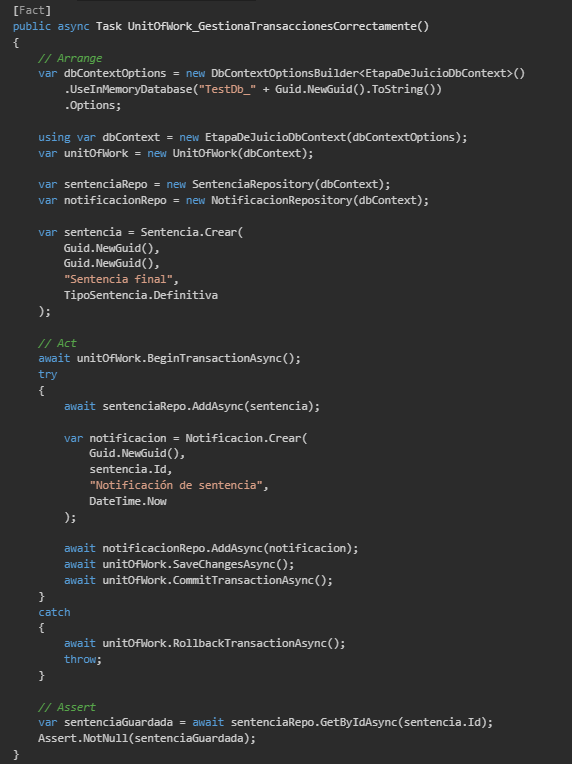 [Fact]
public async Task UnitOfWork_GestionaTransaccionesCorrectamente()
{
    // Arrange
    var dbContextOptions = new DbContextOptionsBuilder<EtapaDeJuicioDbContext>()
        .UseInMemoryDatabase("TestDb_" + Guid.NewGuid().ToString())
        .Options;

    using var dbContext = new EtapaDeJuicioDbContext(dbContextOptions);
    var unitOfWork = new UnitOfWork(dbContext);

    var sentenciaRepo = new SentenciaRepository(dbContext);
    var notificacionRepo = new NotificacionRepository(dbContext);

    var sentencia = Sentencia.Crear(
        Guid.NewGuid(),
        Guid.NewGuid(),
        "Sentencia final",
        TipoSentencia.Definitiva
    );

    // Act
    await unitOfWork.BeginTransactionAsync();
    try
    {
        await sentenciaRepo.AddAsync(sentencia);

        var notificacion = Notificacion.Crear(
            Guid.NewGuid(),
            sentencia.Id,
            "Notificación de sentencia",
            DateTime.Now
        );

        await notificacionRepo.AddAsync(notificacion);
        await unitOfWork.SaveChangesAsync();
        await unitOfWork.CommitTransactionAsync();
    }
    catch
    {
        await unitOfWork.RollbackTransactionAsync();
        throw;
    }

    // Assert
    var sentenciaGuardada = await sentenciaRepo.GetByIdAsync(sentencia.Id);
    Assert.NotNull(sentenciaGuardada);
}